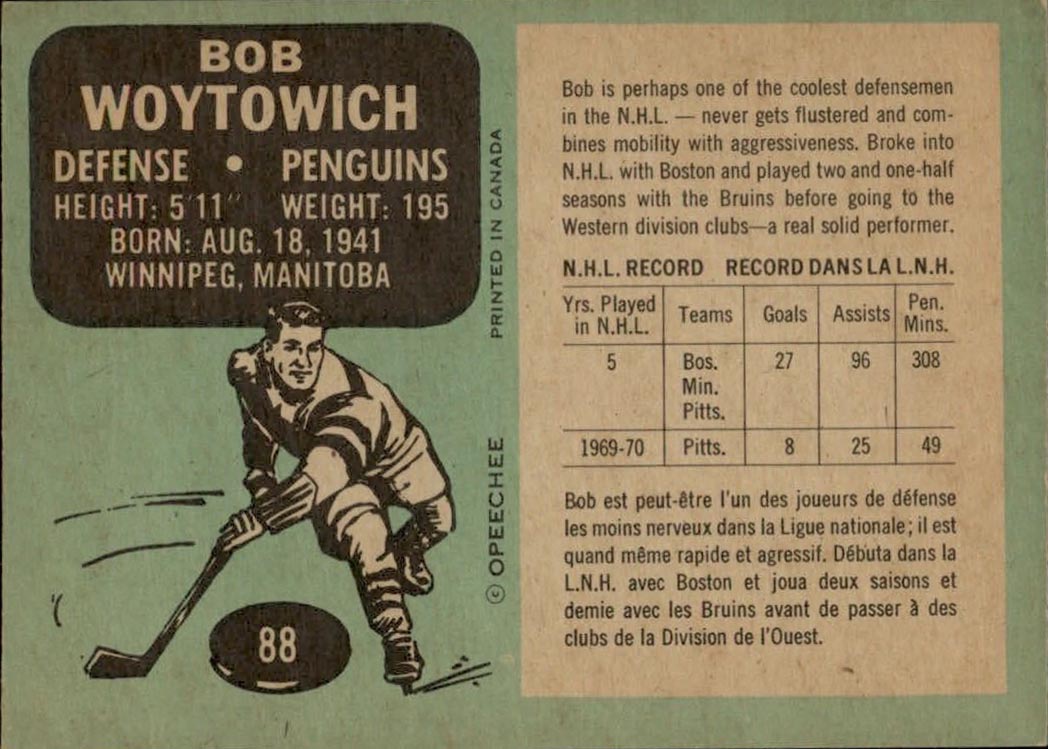 BOB
WOYTOWICH
DEFENSE • PENGUINS
HEIGHT: 5'11" WEIGHT: 195
BORN: AUG. 18, 1941
WINNIPEG, MANITOBA
88
© OPEECHEE PRINTED IN CANADA
Bob is perhaps one of the coolest defensemen
in the N.H.L. — never gets flustered and com-
bines mobility with aggressiveness. Broke into
N.H.L. with Boston and played two and one-half
seasons with the Bruins before going to the
Western division clubs—a real solid performer.
N.H.L. RECORD RECORD DANS LA L.N.H.
Yrs. Played in N.H.L. Teams Goals Assists Pen. Mins.
5 Bos. 27 96 308
Min.
Pitts.
1969-70 Pitts. 8 25 49
Bob est peut-être l'un des joueurs de défense
les moins nerveux dans la Ligue nationale; il est
quand même rapide et agressif. Débuta dans la
L.N.H. avec Boston et joua deux saisons et
demie avec les Bruins avant de passer à des
clubs de la Division de l'Ouest.